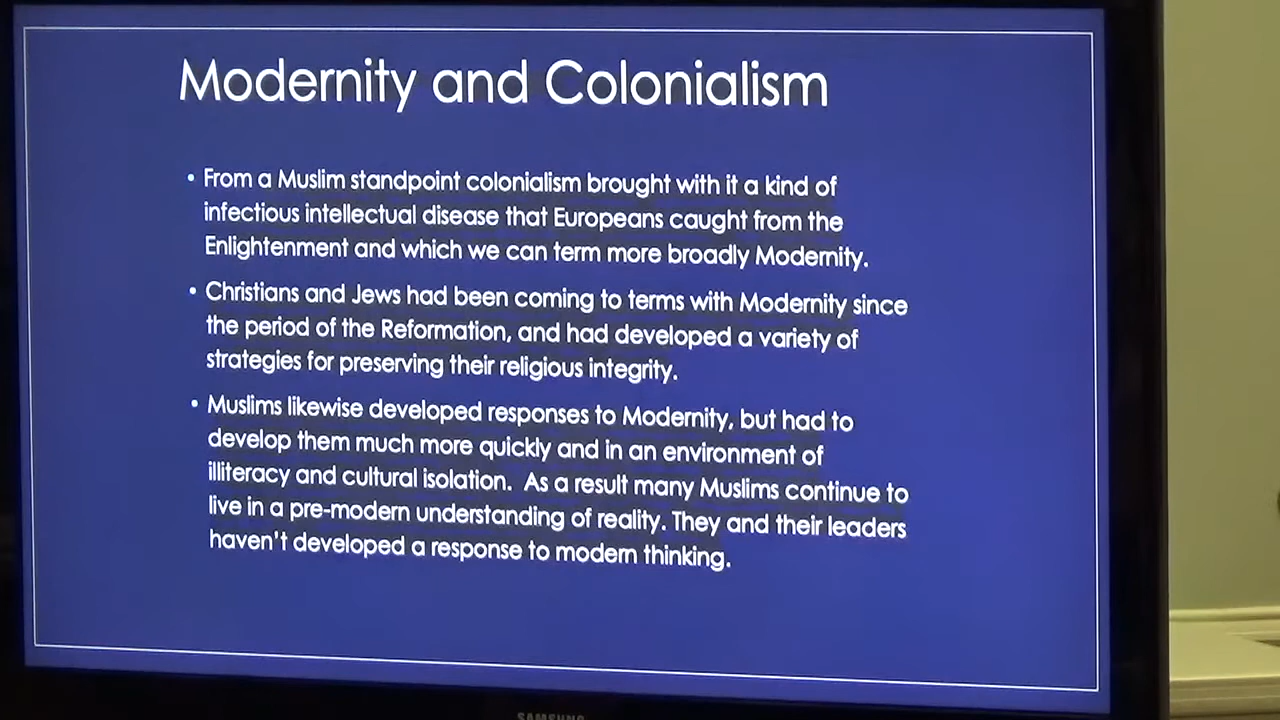 Modernity and Colonialism
• From a Muslim standpoint colonialism brought with it a kind of
infectious intellectual disease that Europeans caught from the
Enlightenment and which we can term more broadly Modernity.
• Christians and Jews had been coming to terms with Modernity since
the period of the Reformation, and had developed a variety of
strategies for preserving their religious integrity.
• Muslims likewise developed responses to Modernity, but had to
develop them much more quickly and in an environment of
illiteracy and cultural isolation.  As a result many Muslims continue to
live in a pre-modern understanding of reality. They and their leaders
haven't developed a response to modern thinking.
SAMSUNG